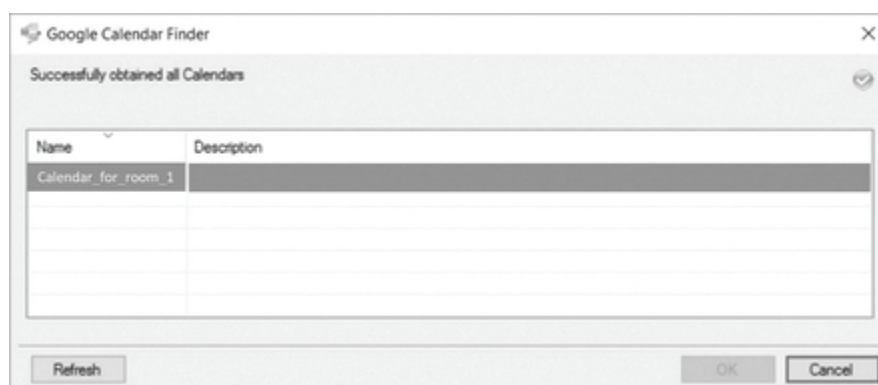 Google Calendar Finder
Successfully obtained all Calendars
Name Description
Calendar_for_room_1
Refresh OK Cancel